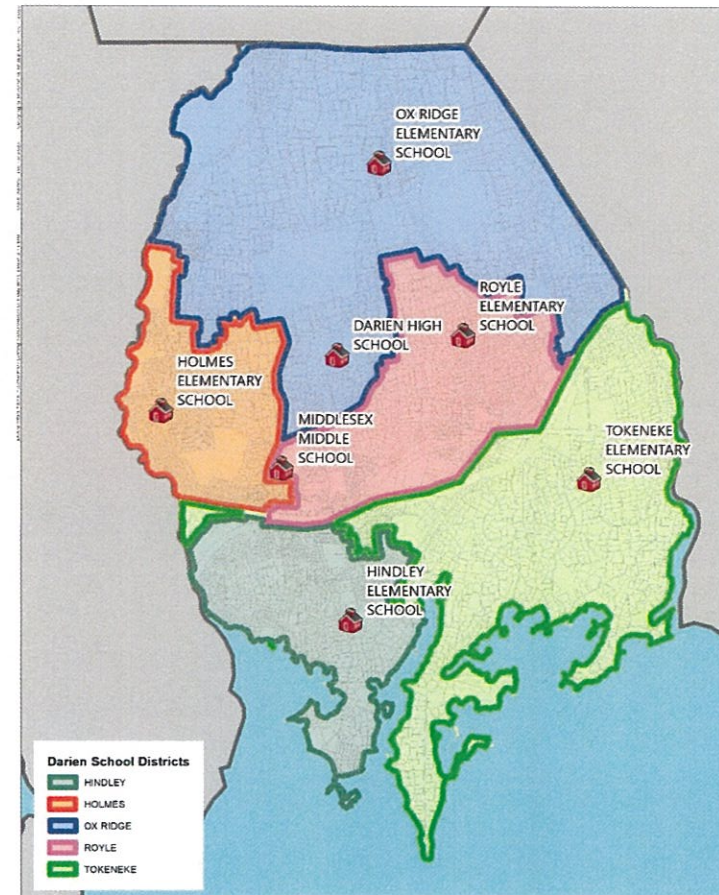 OX RIDGE
ELEMENTARY
SCHOOL
ROYLE
ELEMENTARY
SCHOOL
DARIEN HIGH
SCHOOL
HOLMES
ELEMENTARY
SCHOOL
MIDDLESEX
MIDDLE
SCHOOL
TOKENEKE
ELEMENTARY
SCHOOL
HINDLEY
ELEMENTARY
SCHOOL
Darien School Districts
HINDLEY
HOLMES
OX RIDGE
ROYLE
TOKENEKE